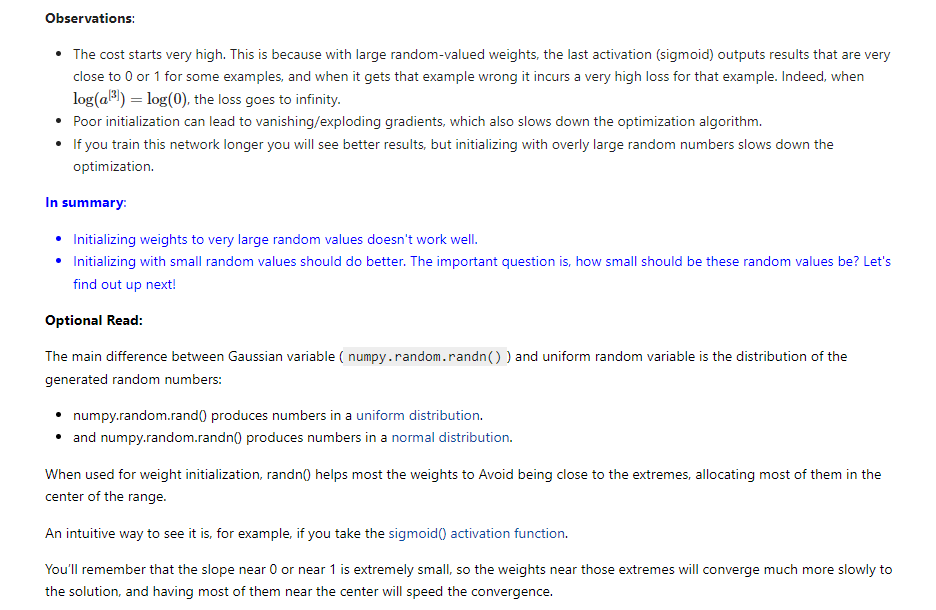 Observations:
The cost starts very high. This is because with large random-valued weights, the last activation (sigmoid) outputs results that are very
close to 0 or 1 for some examples, and when it gets that example wrong it incurs a very high loss for that example. Indeed, when
log(a^[3]) = log(0), the loss goes to infinity.
Poor initialization can lead to vanishing/exploding gradients, which also slows down the optimization algorithm.
If you train this network longer you will see better results, but initializing with overly large random numbers slows down the
optimization.
In summary:
Initializing weights to very large random values doesn't work well.
Initializing with small random values should do better. The important question is, how small should be these random values be? Let's
find out up next!
Optional Read:
The main difference between Gaussian variable ( numpy.random.randn() ) and uniform random variable is the distribution of the
generated random numbers:
numpy.random.rand() produces numbers in a uniform distribution.
and numpy.random.randn() produces numbers in a normal distribution.
When used for weight initialization, randn() helps most the weights to Avoid being close to the extremes, allocating most of them in the
center of the range.
An intuitive way to see it is, for example, if you take the sigmoid() activation function.
You'll remember that the slope near 0 or near 1 is extremely small, so the weights near those extremes will converge much more slowly to
the solution, and having most of them near the center will speed the convergence.